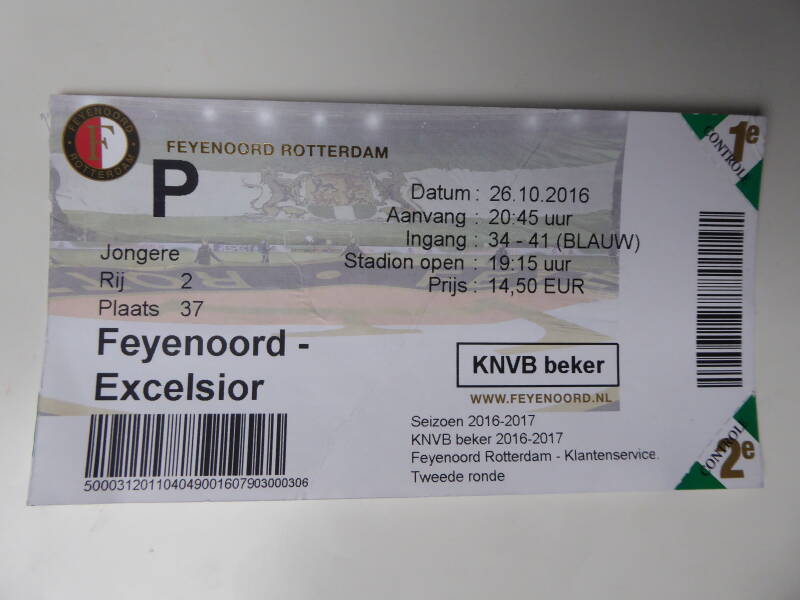 FEYENOORD
ROTTERDAM
F
FEYENOORD ROTTERDAM
P
Jongere
Rij 2
Plaats 37
Datum : 26.10.2016
Aanvang : 20:45 uur
Ingang : 34 - 41 (BLAUW)
Stadion open : 19:15 uur
Prijs : 14,50 EUR
Feyenoord -
Excelsior
KNVB beker
WWW.FEYENOORD.NL
Seizoen 2016-2017
KNVB beker 2016-2017
Feyenoord Rotterdam - Klantenservice.
Tweede ronde
500031201104049001607903000306
1e
CONTROLE
CONTROLE
2e